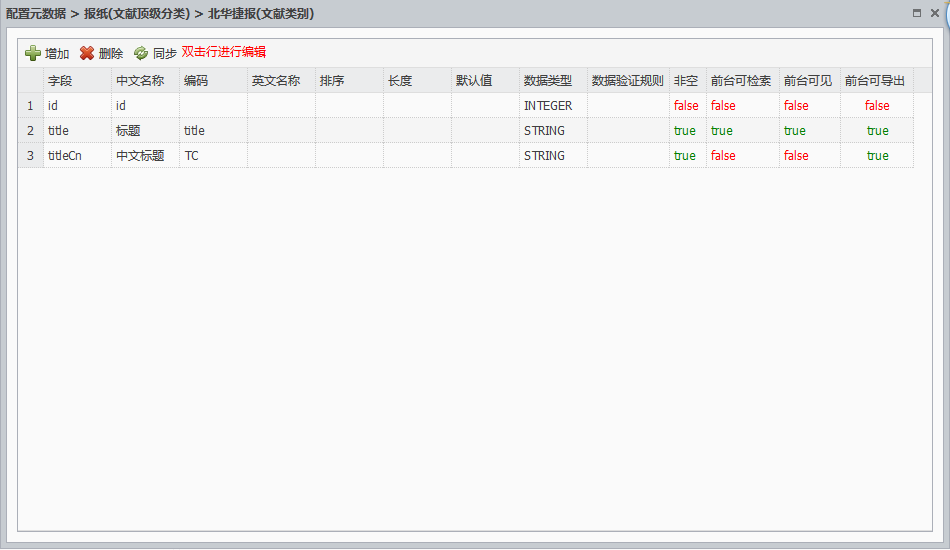 配置元数据 > 报纸(文献顶级分类) > 北华捷报(文献类别)
增加 删除 同步 双击行进行编辑
字段 中文名称 编码 英文名称 排序 长度 默认值 数据类型 数据验证规则 非空 前台可检索 前台可见 前台可导出
1 id id INTEGER false false false false
2 title 标题 title STRING true true true true
3 titleCn 中文标题 TC STRING true false false true